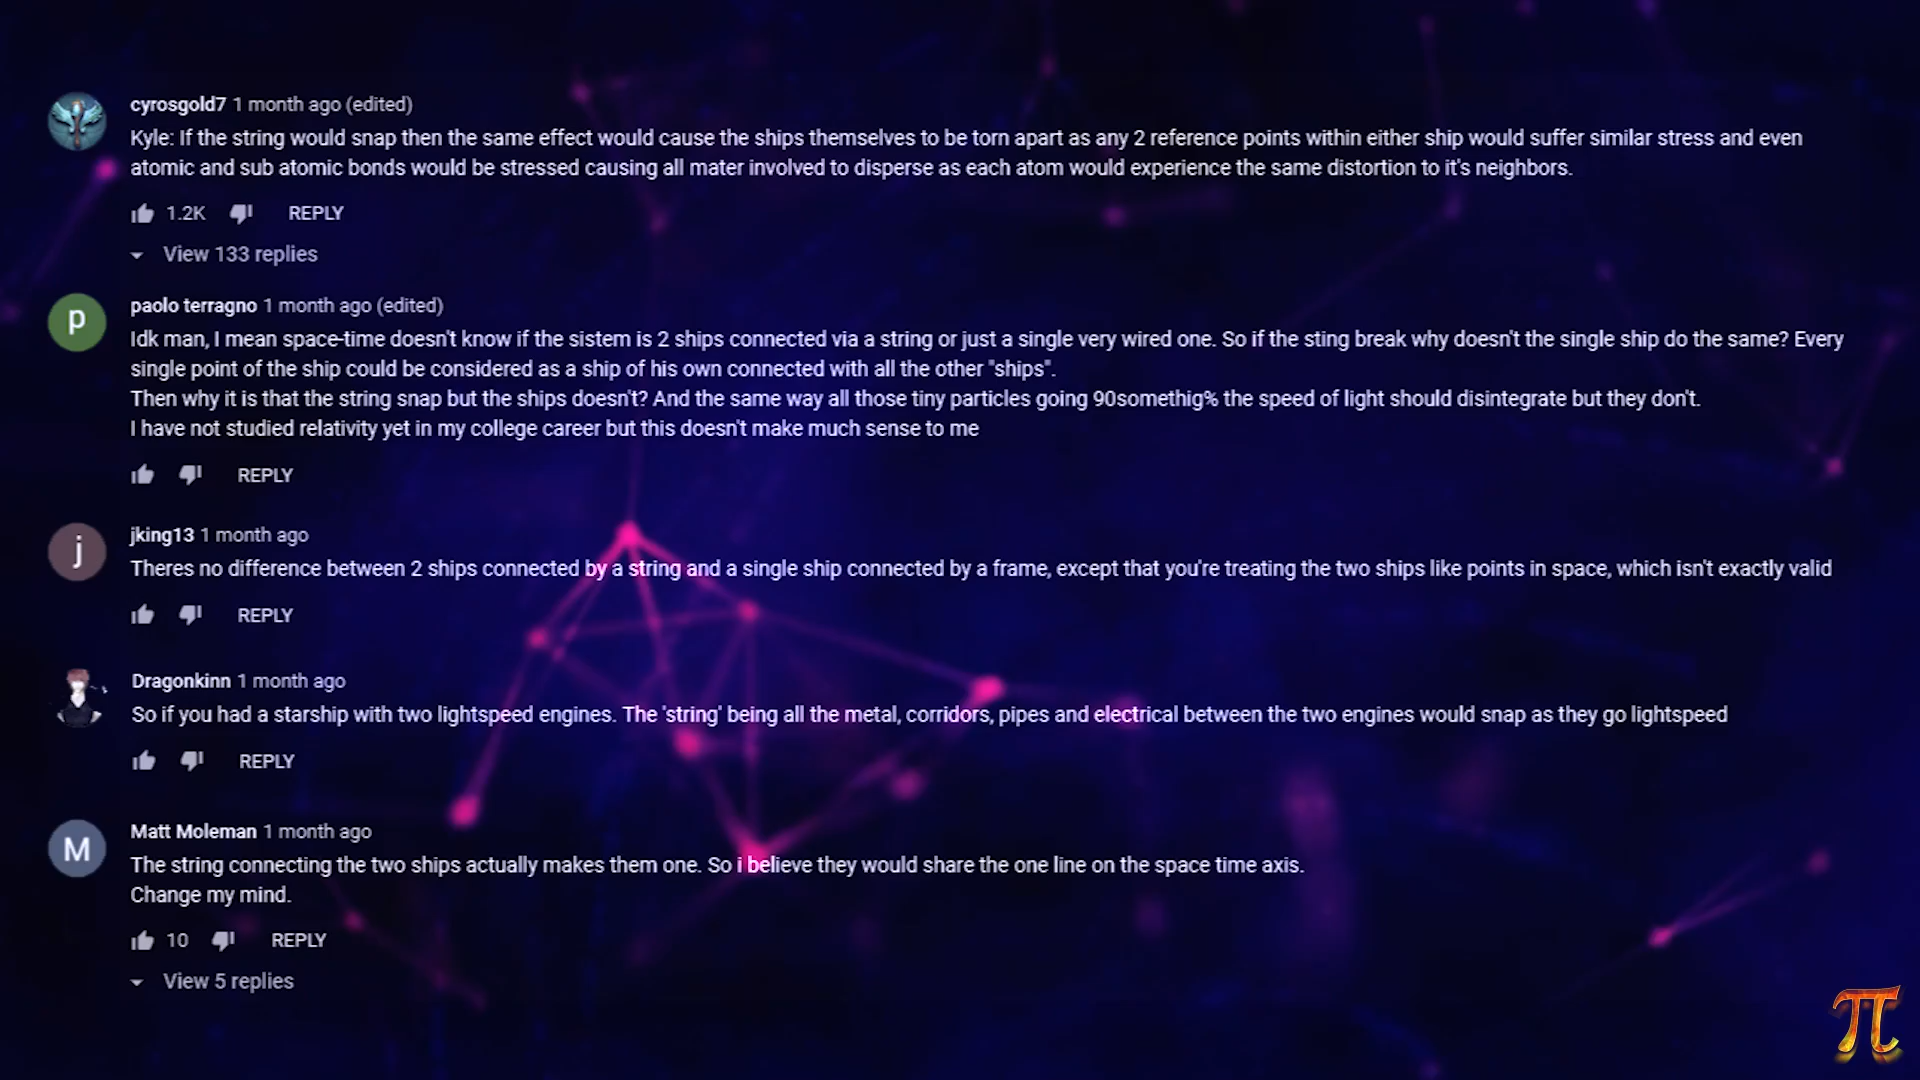 cyrosgold7 1 month ago (edited)
Kyle: If the string would snap then the same effect would cause the ships themselves to be torn apart as any 2 reference points within either ship would suffer similar stress and even
atomic and sub atomic bonds would be stressed causing all mater involved to disperse as each atom would experience the same distortion to it's neighbors.
1.2K REPLY
View 133 replies
P
paolo terragno 1 month ago (edited)
Idk man, I mean space-time doesn't know if the sistem is 2 ships connected via a string or just a single very wired one. So if the sting break why doesn't the single ship do the same? Every
single point of the ship could be considered as a ship of his own connected with all the other "ships".
Then why it is that the string snap but the ships doesn't? And the same way all those tiny particles going 90somethig% the speed of light should disintegrate but they don't.
I have not studied relativity yet in my college career but this doesn't make much sense to me
REPLY
j
jking13 1 month ago
Theres no difference between 2 ships connected by a string and a single ship connected by a frame, except that you're treating the two ships like points in space, which isn't exactly valid
REPLY
Dragonkinn 1 month ago
So if you had a starship with two lightspeed engines. The 'string' being all the metal, corridors, pipes and electrical between the two engines would snap as they go lightspeed
REPLY
M
Matt Moleman 1 month ago
The string connecting the two ships actually makes them one. So i believe they would share the one line on the space time axis.
Change my mind.
10 REPLY
View 5 replies
π